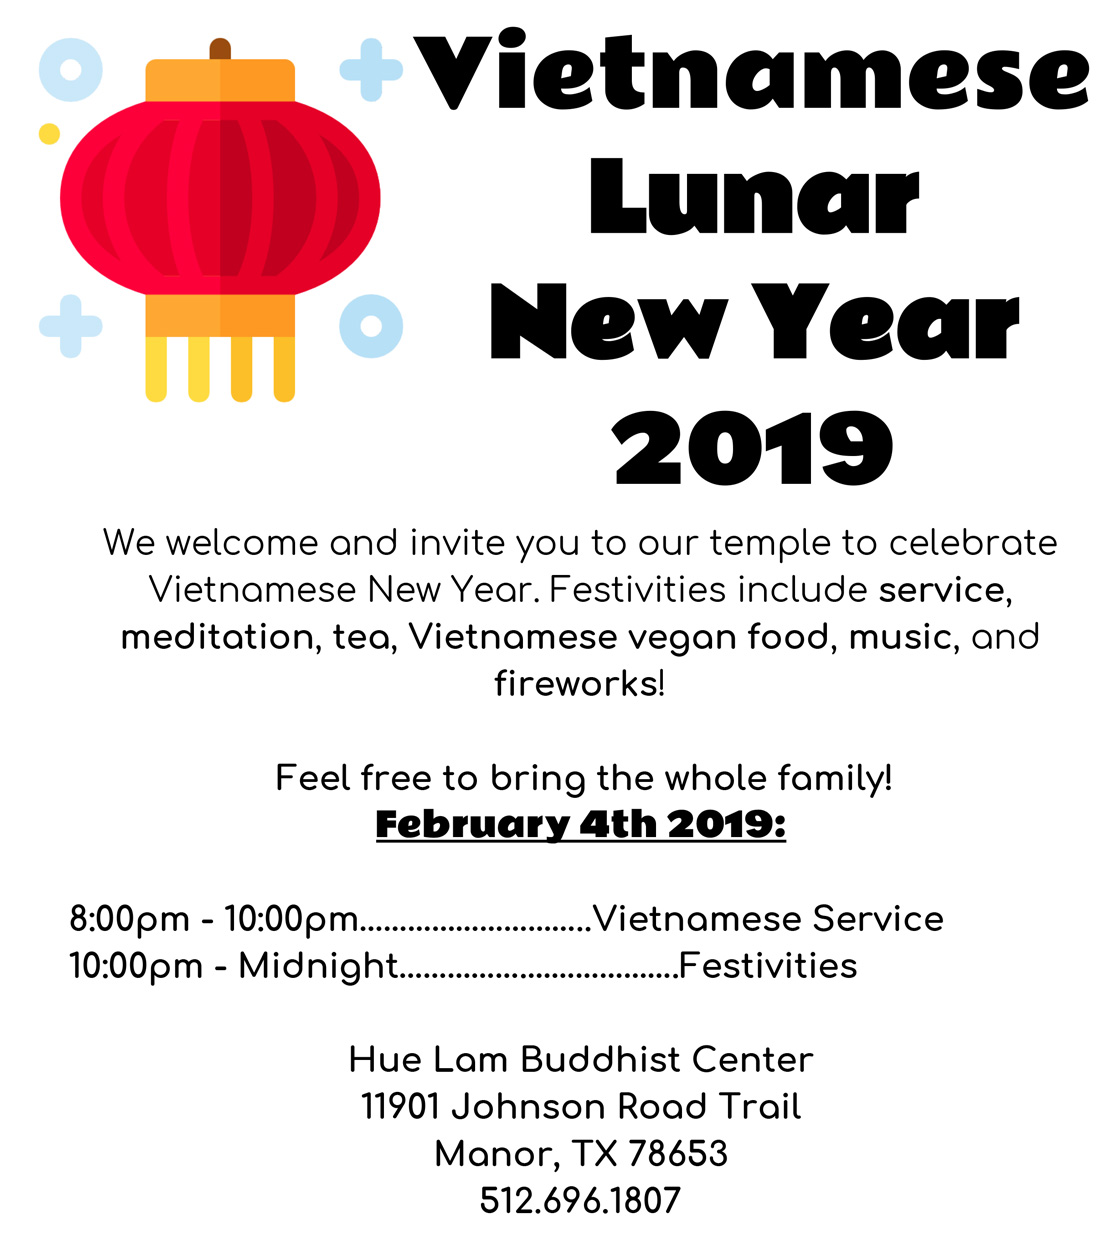 Vietnamese
Lunar
New Year
2019
We welcome and invite you to our temple to celebrate
Vietnamese New Year. Festivities include service,
meditation, tea, Vietnamese vegan food, music, and
fireworks!
Feel free to bring the whole family!
February 4th 2019:
8:00pm - 10:00pm.............................Vietnamese Service
10:00pm - Midnight...................................Festivities
Hue Lam Buddhist Center
11901 Johnson Road Trail
Manor, TX 78653
512.696.1807